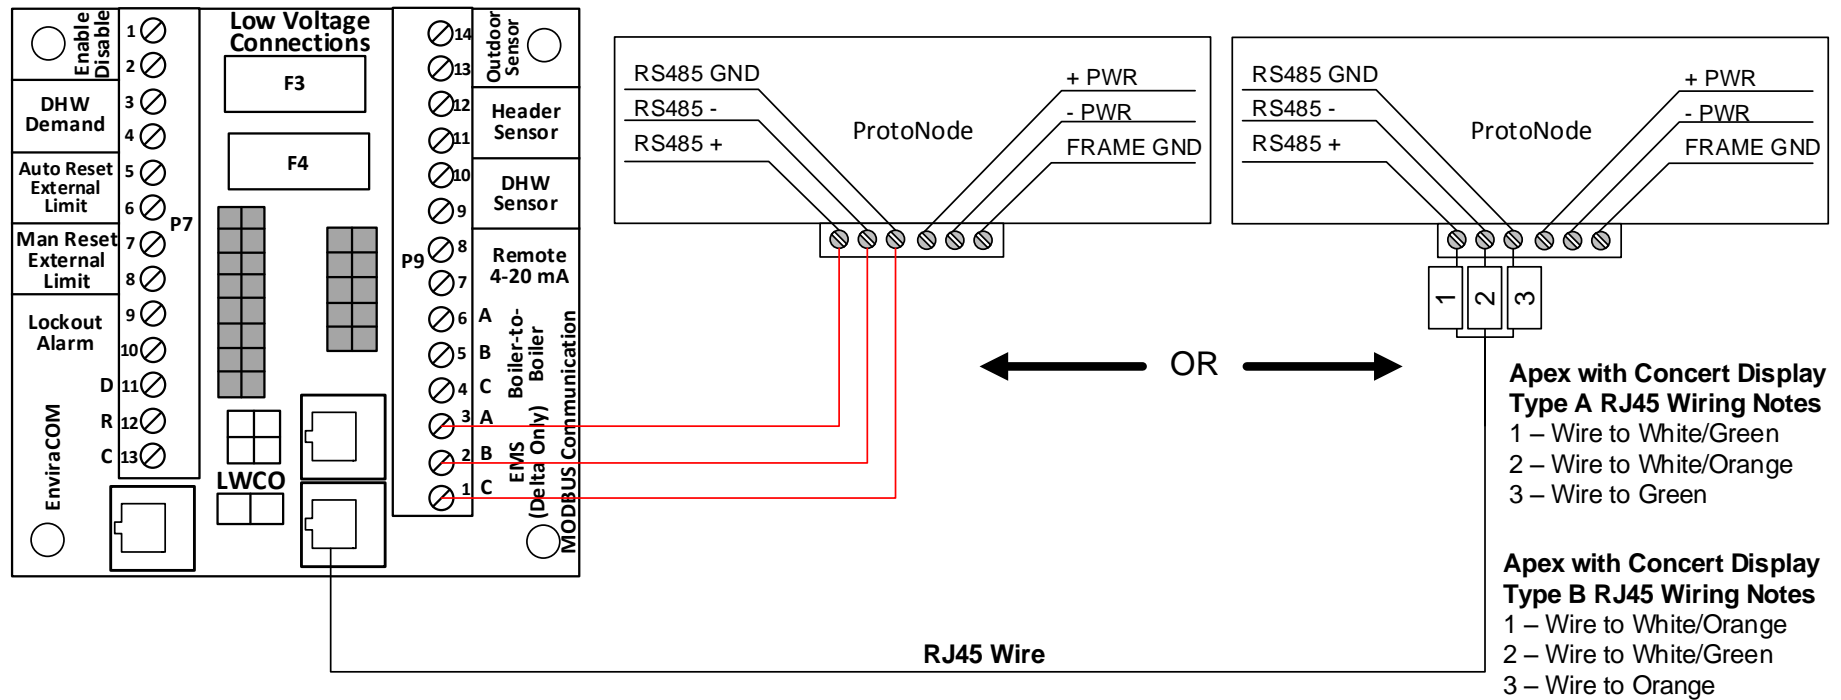 Low Voltage
Connections
Enable
Disable
1
2
DHW
Demand
3
4
Auto Reset
External
Limit
5
6
Man Reset
External
Limit
7
8
Lockout
Alarm
9
10
D 11
R 12
C 13
EnviraCOM
P7
F3
F4
LWCO
P9
14
13
Outdoor
Sensor
12
11
Header
Sensor
10
9
DHW
Sensor
8
7
Remote
4-20 mA
6 A
5 B
4 C
Boiler-to-
Boiler
3 A
2 B
1 C
EMS
(Delta Only)
MODBUS Communication
RS485 GND
RS485 -
RS485 +
ProtoNode
+ PWR
- PWR
FRAME GND
OR
RS485 GND
RS485 -
RS485 +
ProtoNode
+ PWR
- PWR
FRAME GND
1
2
3
Apex with Concert Display
Type A RJ45 Wiring Notes
1 – Wire to White/Green
2 – Wire to White/Orange
3 – Wire to Green
Apex with Concert Display
Type B RJ45 Wiring Notes
1 – Wire to White/Orange
2 – Wire to White/Green
3 – Wire to Orange
RJ45 Wire